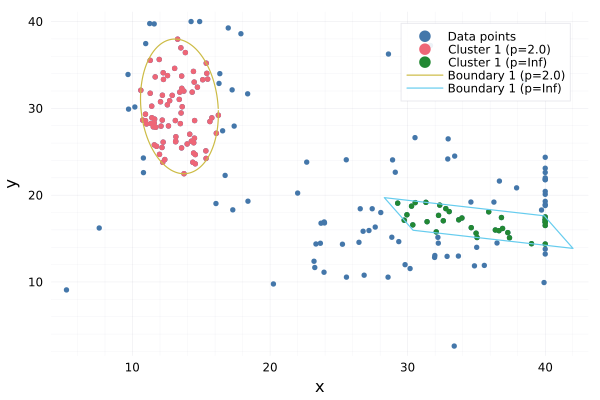 40
30
20
10
y
10
20
30
40
x
Data points
Cluster 1 (p=2.0)
Cluster 1 (p=Inf)
Boundary 1 (p=2.0)
Boundary 1 (p=Inf)